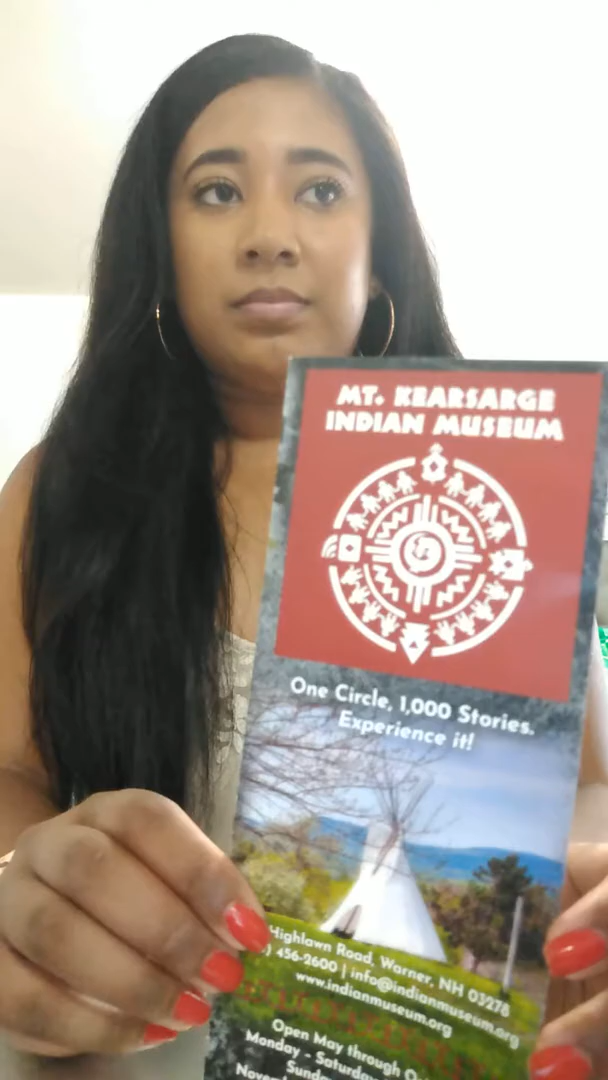 MT. KEARSARGE
INDIAN MUSEUM
One Circle, 1,000 Stories.
Experience it!
Highlawn Road, Warner, NH 03278
456-2600 | info@indianmuseum.org
www.indianmuseum.org
Open May through
Monday - Saturday